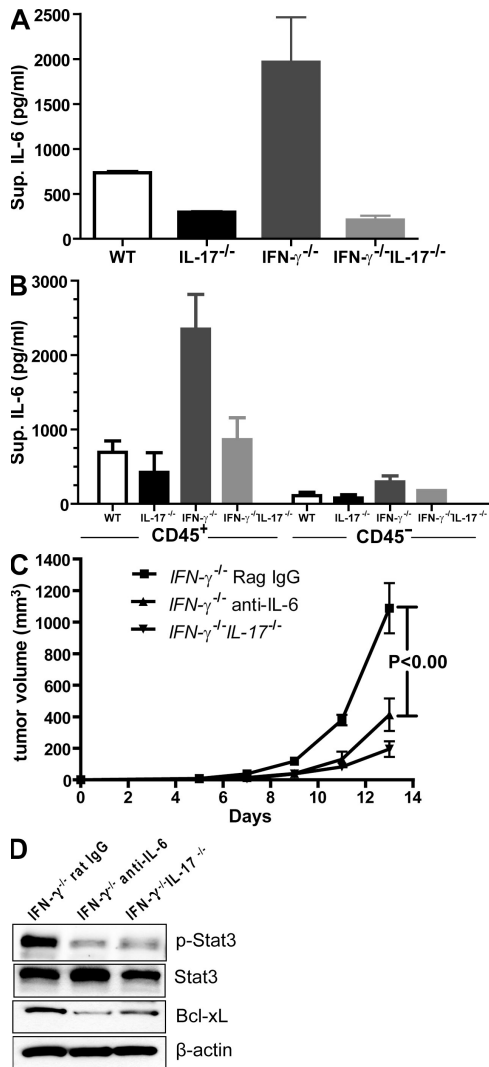 A
Sup. IL-6 (pg/ml)
2500
2000
1500
1000
500
0
WT IL-17-/- IFN-γ-/- IFN-γ-/-IL-17-/-
B
Sup. IL-6 (pg/ml)
3000
2000
1000
0
WT IL-17-/- IFN-γ-/- IFN-γ-/-IL-17-/- WT IL-17-/- IFN-γ-/- IFN-γ-/-IL-17-/-
CD45+ CD45−
C
tumor volume (mm3)
1400
1200
1000
800
600
400
200
0
IFN-γ-/- Rag IgG
IFN-γ-/- anti-IL-6
IFN-γ-/-IL-17-/-
P<0.00
0 2 4 6 8 10 12 14
Days
D
IFN-γ-/- rat IgG
IFN-γ-/- anti-IL-6
IFN-γ-/-IL-17 -/-
p-Stat3
Stat3
Bcl-xL
β-actin